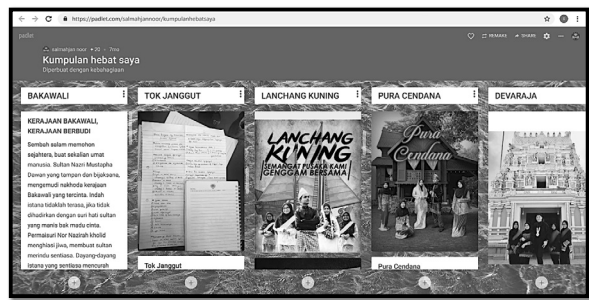 https://padlet.com/salmahjannoor/kumpulanhebatsaya
padlet
REMAKE
SHARE
salmahjan noor • 30 • 7mo
Kumpulan hebat saya
Diperbuat dengan kebahagiaan
BAKAWALI
KERAJAAN BAKAWALI,
KERAJAAN BERBUDI
Sembah salam memohon
sejahtera, buat sekalian umat
manusia. Sultan Nazri Mustapha
Dawan yang tampan dan bijaksana,
mengemudi nakhoda kerajaan
Bakawali yang tercinta. Indah
istana tidaklah terasa, jika tidak
dihadirkan dengan suri hati sultan
yang manis bak madu cinta.
Permaisuri Nor Nazirah kholid
menghiasi jiwa, membuat sultan
merindu sentiasa. Dayang-dayang
istana yang sentiasa mencurah
TOK JANGGUT
Tok Janggut
LANCHANG KUNING
LANCHANG
KUNING
SEMANGAT PUSAKA KAMI
GENGGAM BERSAMA
PURA CENDANA
Pura
Cendana
Pura Cendana
DEVARAJA